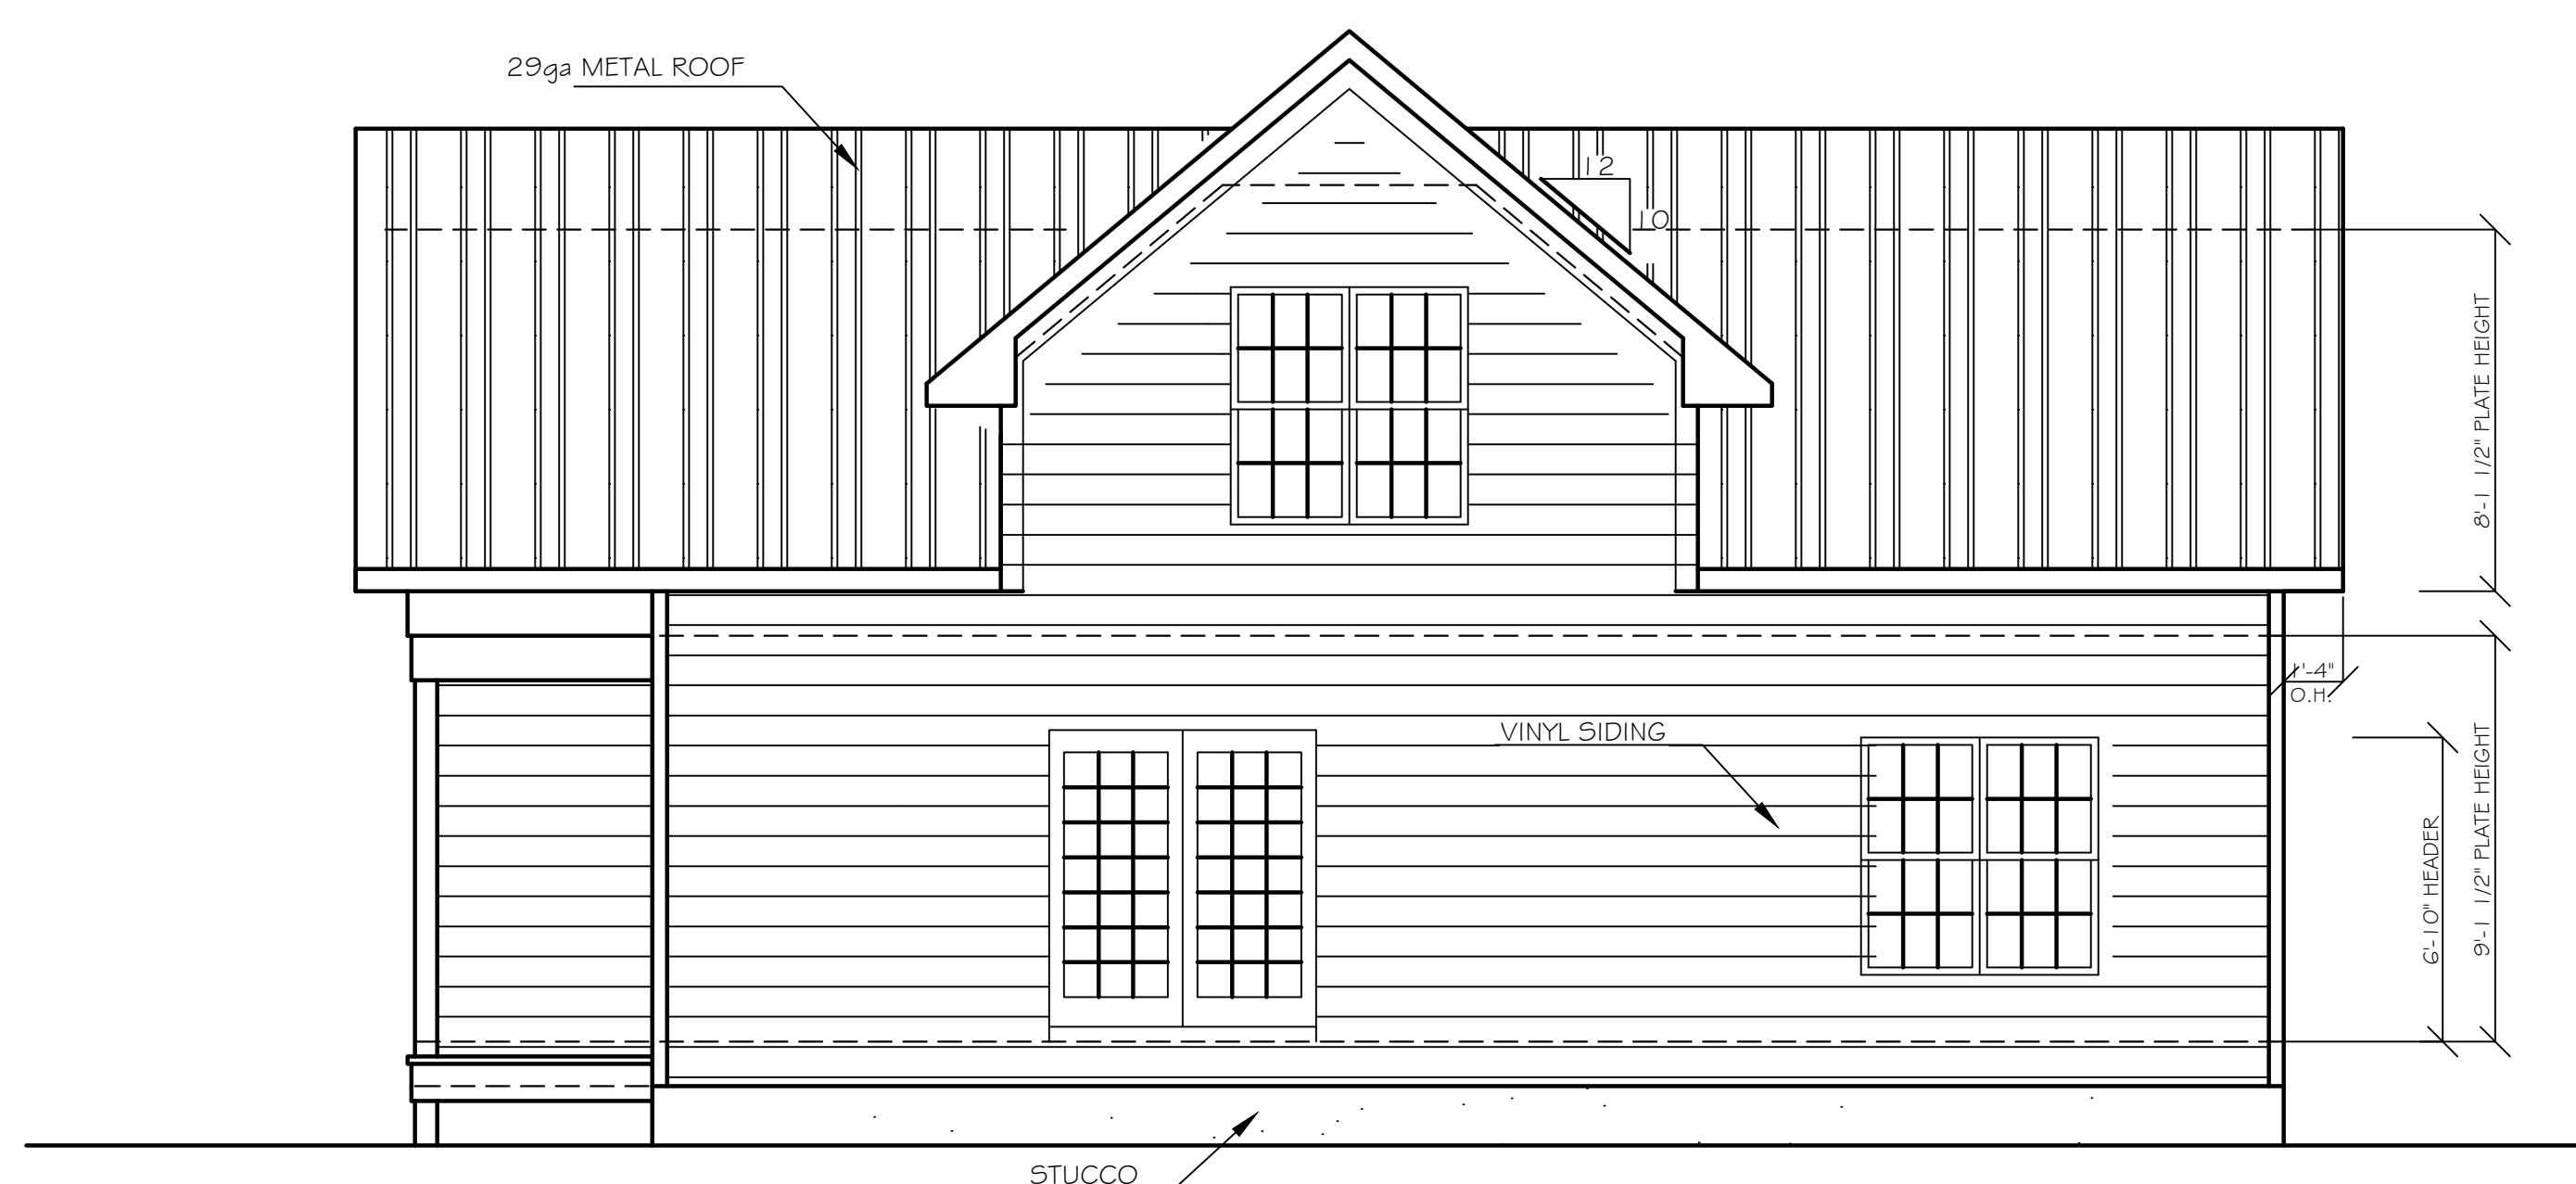 29ga METAL ROOF
12
10
8'-1 1/2" PLATE HEIGHT
1'-4"
O.H.
VINYL SIDING
6'-10" HEADER
9'-1 1/2" PLATE HEIGHT
STUCCO